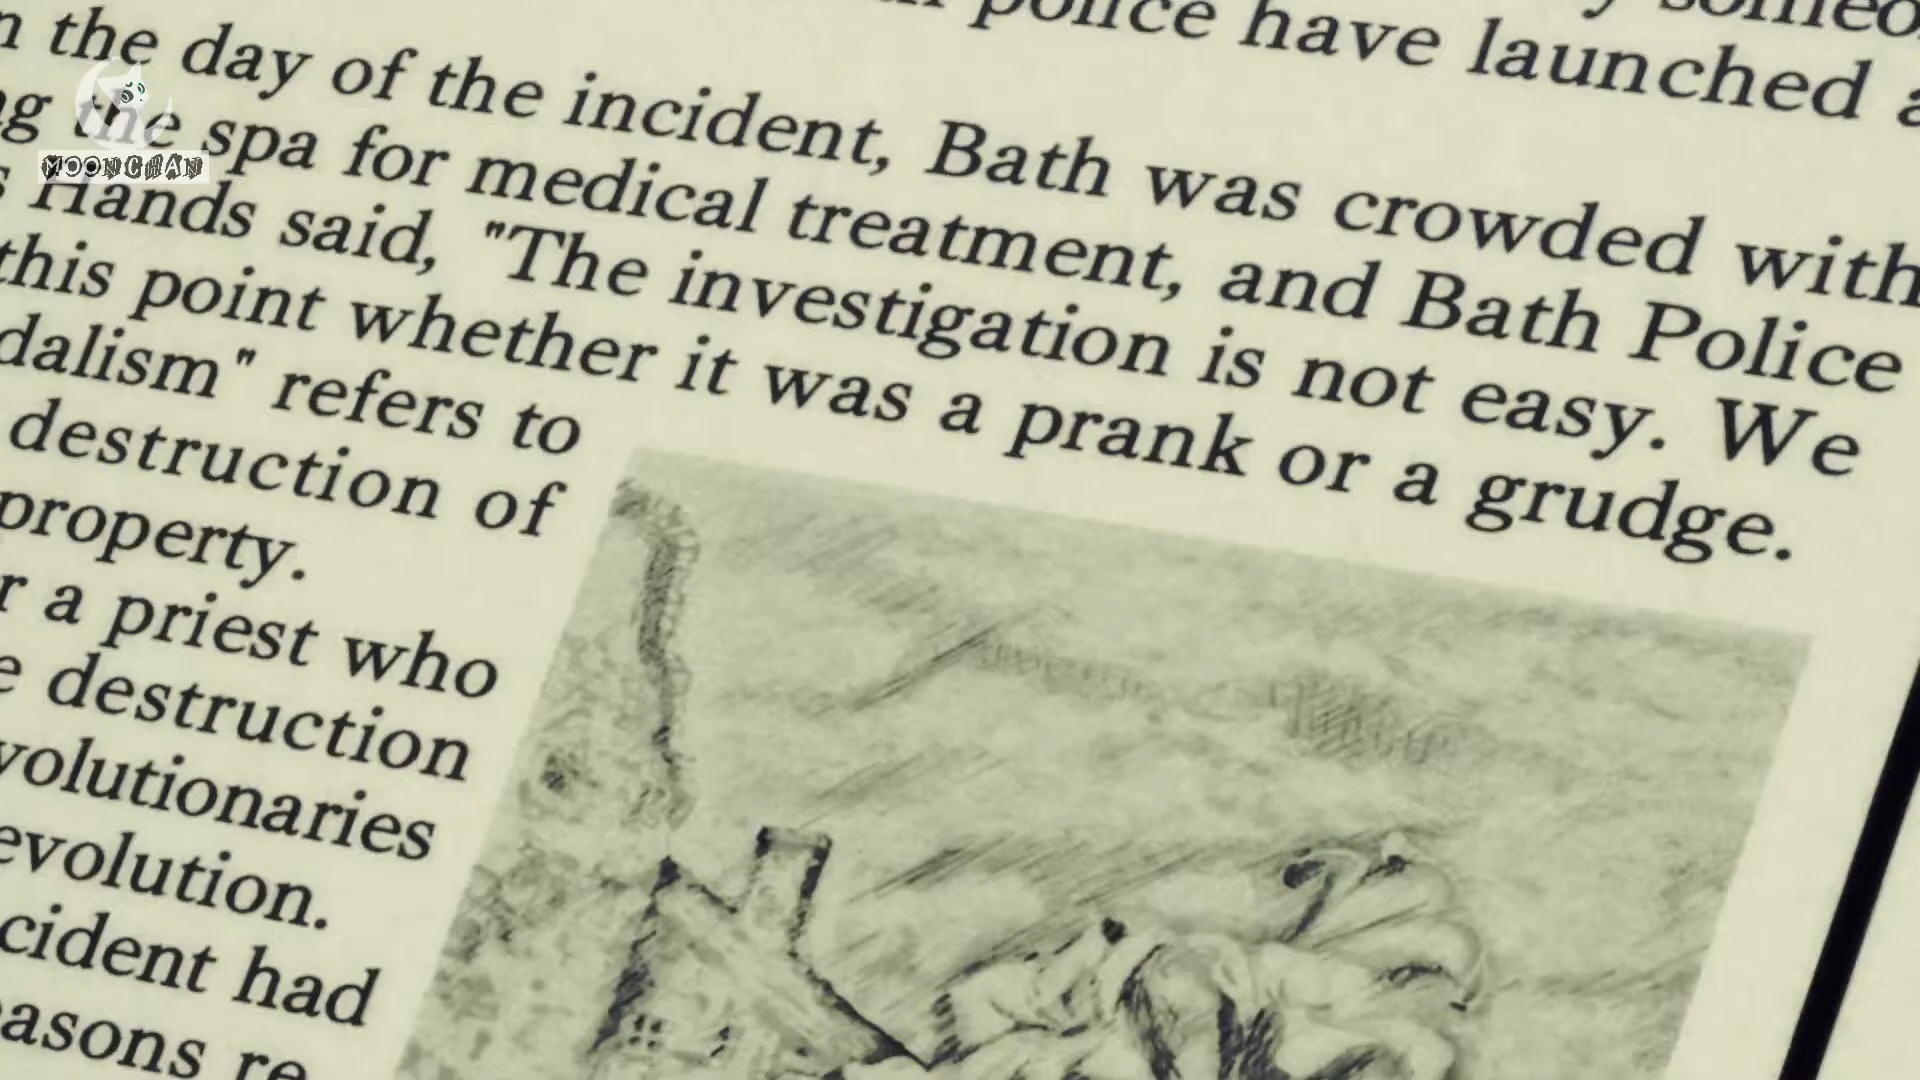 police have launched
the day of the incident, Bath was crowded with
the spa for medical treatment, and Bath Police
Hands said, "The investigation is not easy. We
this point whether it was a prank or a grudge.
dalism" refers to
destruction of
property.
r a priest who
e destruction
volutionaries
evolution.
cident had
easons re
MOONCHAN